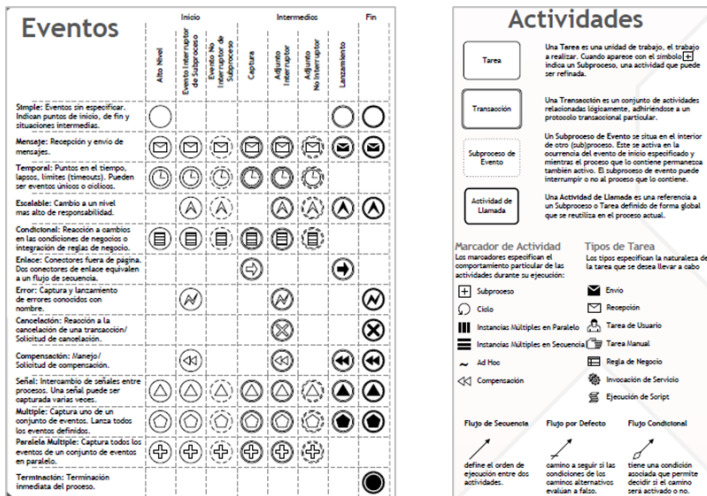 Eventos
Inicio
Intermedios
Fin
Alto Nivel
Evento Interruptor
de Subproceso
Evento No
Interruptor de
Subproceso
Captura
Adjunto
Interruptor
Adjunto
No Interruptor
Lanzamiento
Simple: Eventos sin especificar.
Indican puntos de inicio, de fin y
situaciones intermedias.
Mensaje: Recepción y envio de
mensajes.
Temporal: Puntos en el tiempo,
lapsos, límites (timeouts). Pueden
ser eventos únicos o cíclicos.
Escalable: Cambio a un nivel
mas alto de responsabilidad.
Condicional: Reacción a cambios
en las condiciones de negocios o
integración de reglas de negocio.
Enlace: Conectores fuera de pagina.
Dos conectores de enlace equivalen
a un flujo de secuencia.
Error: Captura y lanzamiento
de errores conocidos con
nombre.
Cancelación: Reacción a la
cancelación de una transacción/
Solicitud de cancelación.
Compensación: Manejo/
Solicitud de compensación.
Señal: Intercambio de señales entre
procesos. Una señal puede ser
capturada varias veces.
Multiple: Captura uno de un
conjunto de eventos. Lanza todos
los eventos definidos.
Paralela Multiple: Captura todos los
eventos de un conjunto de eventos
en paralelo.
Terminación: Terminación
inmediata del proceso.
Actividades
Tarea
Una Tarea es una unidad de trabajo, el trabajo
a realizar. Cuando aparece con el símbolo
indica un Subproceso, una actividad que puede
ser refinada.
Transacción
Una Transacción es un conjunto de actividades
relacionadas lógicamente, adhiriéndose a un
protocolo transaccional particular.
Subproceso de
Evento
Un Subproceso de Evento se situa en el interior
de otro (sub)proceso. Este se activa en la
ocurrencia del evento de inicio especificado y
mientras el proceso que lo contiene permanezca
también activo. El subproceso de evento puede
interrumpir o no al proceso que lo contiene.
Actividad de
Llamada
Una Actividad de Llamada es una referencia a
un Subproceso o Tarea definido de forma global
que se reutiliza en el proceso actual.
Marcador de Actividad
Los marcadores especifican el
comportamiento particular de las
actividades durante su ejecución:
Subproceso
Ciclo
Instancias Múltiples en Paralelo
Instancias Múltiples en Secuencia
Ad Hoc
Compensación
Tipos de Tarea
Los tipos especifican la naturaleza de
la tarea que se desea llevar a cabo
Envío
Recepción
Tarea de Usuario
Tarea Manual
Regla de Negocio
Invocación de Servicio
Ejecución de Script
Flujo de Secuencia
define el orden de
ejecución entre dos
actividades.
Flujo por Defecto
camino a seguir si las
condiciones de los
caminos alternativos
evalúan a falso.
Flujo Condicional
tiene una condición
asociada que permite
decidir si el camino
será activado o no.